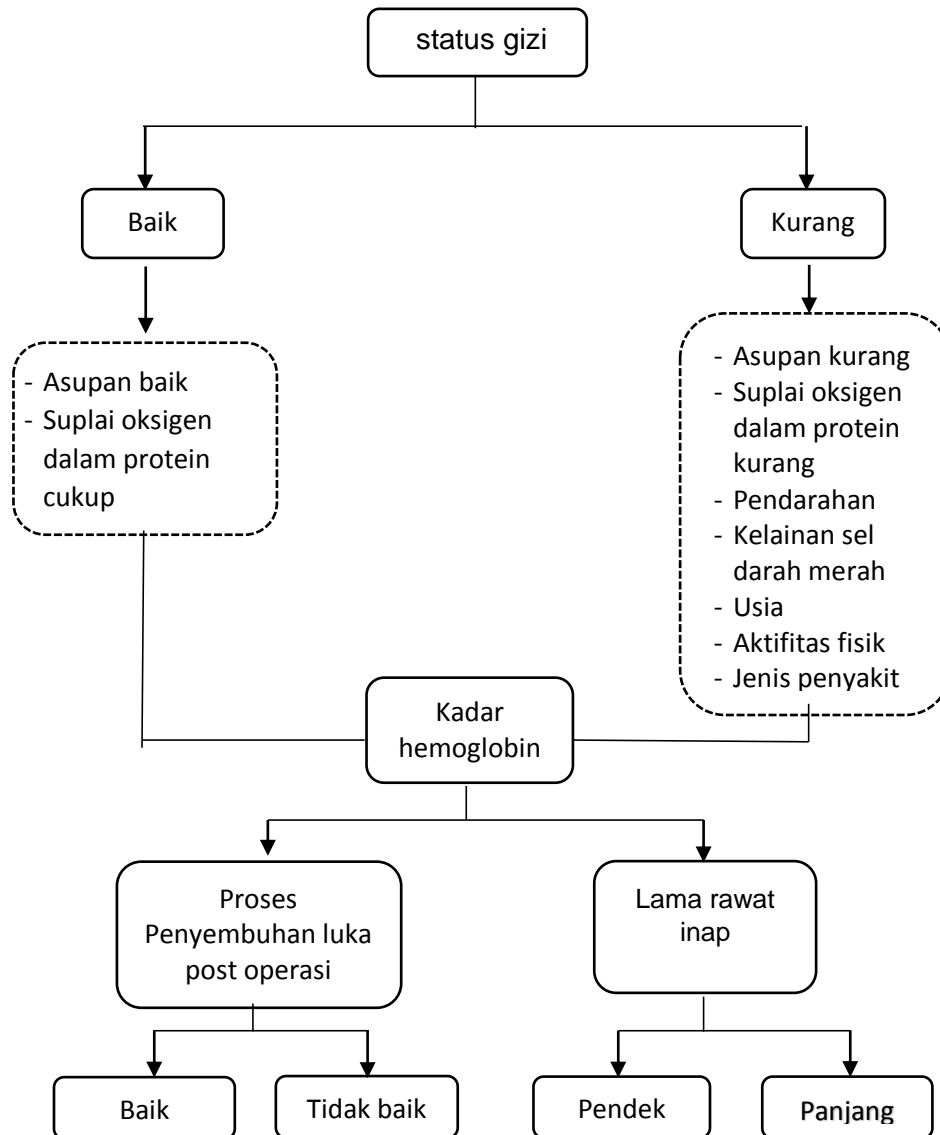 status gizi
Baik
Kurang
- Asupan baik
- Suplai oksigen
dalam protein
cukup
- Asupan kurang
- Suplai oksigen
dalam protein
kurang
- Pendarahan
- Kelainan sel
darah merah
- Usia
- Aktifitas fisik
- Jenis penyakit
Kadar
hemoglobin
Proses
Penyembuhan luka
post operasi
Lama rawat
inap
Baik
Tidak baik
Pendek
Panjang